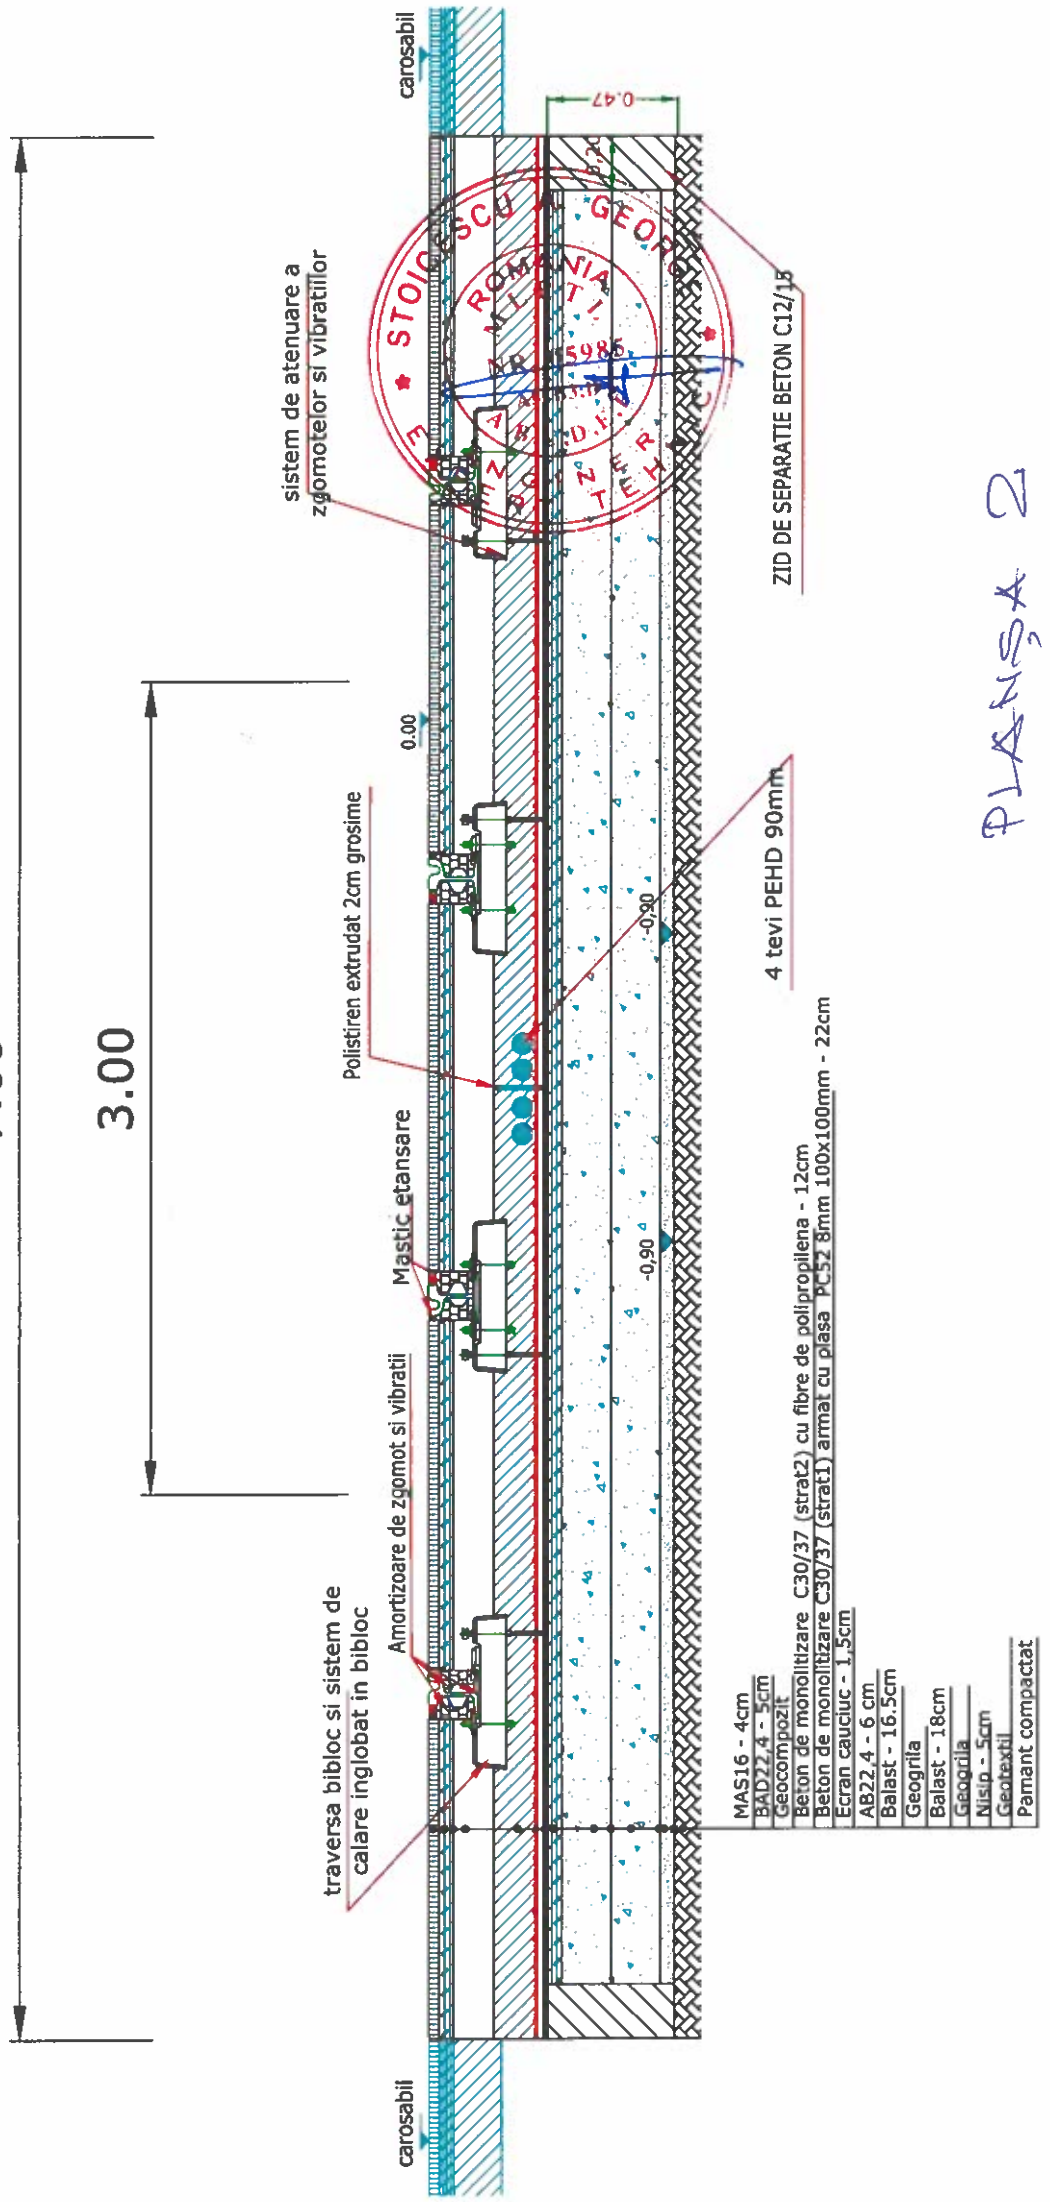 3.00
carosabil
sistem de atenuare a
zgomotelor si vibratiilor
0.00
Polistiren extrudat 2cm grosime
Mastic etansare
Amortizoare de zgomot si vibratii
traversa bibloc si sistem de
calare inglobat in bibloc
carosabil
0.47
0,20
STOICESCU A GEORG
ROMANIA
-0,90
-0,90
ZID DE SEPARATIE BETON C12/15
4 tevi PEHD 90mm
MAS16 - 4cm
BAD22,4 - 5cm
Geocompozit
Beton de monolitizare C30/37 (strat2) cu fibre de polipropilena - 12cm
Beton de monolitizare C30/37 (strat1) armat cu plasa PC52 8mm 100x100mm - 22cm
Ecran cauciuc - 1,5cm
AB22,4 - 6 cm
Balast - 16.5cm
Geogrila
Balast - 18cm
Geogrila
Nisip - 5cm
Geotextil
Pamant compactat
PLANȘA 2